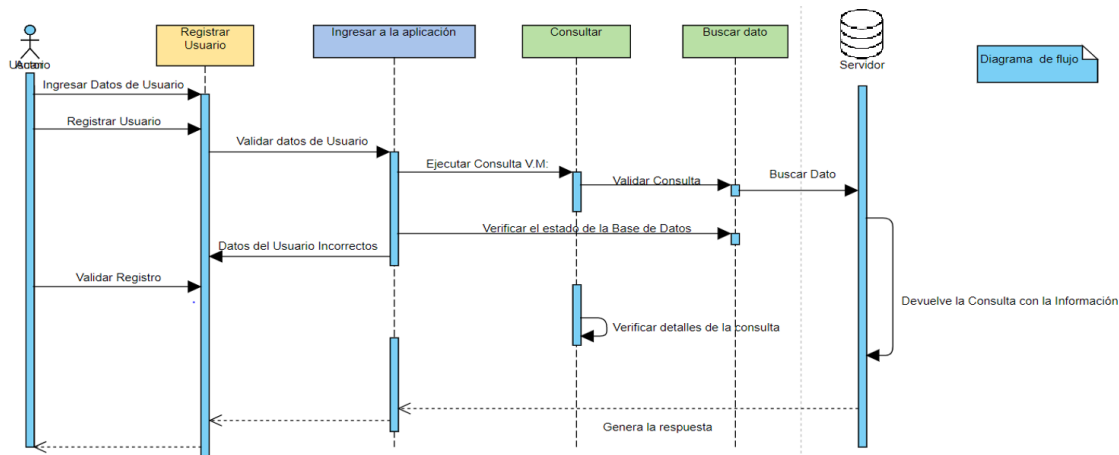 Registrar
Usuario
Ingresar a la aplicación
Consultar
Buscar dato
Usuario
Actor
Servidor
Diagrama de flujo
Ingresar Datos de Usuario
Registrar Usuario
Validar datos de Usuario
Ejecutar Consulta V.M:
Validar Consulta
Buscar Dato
Verificar el estado de la Base de Datos
Datos del Usuario Incorrectos
Validar Registro
Devuelve la Consulta con la Información
Verificar detalles de la consulta
Genera la respuesta